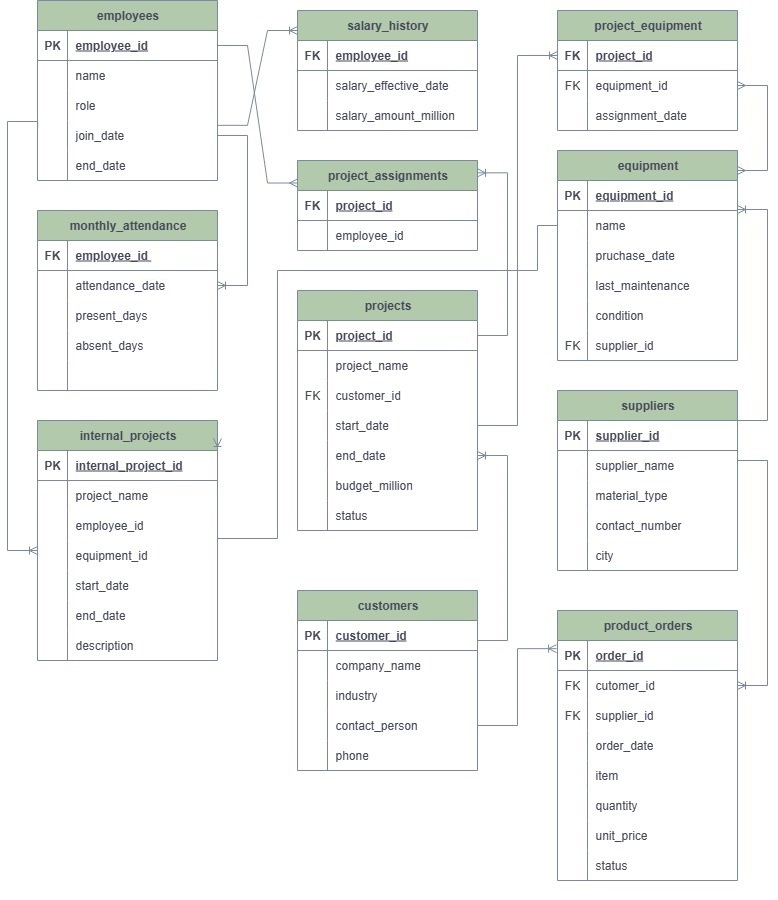 employees
PK employee_id
name
role
join_date
end_date
monthly_attendance
FK employee_id
attendance_date
present_days
absent_days
internal_projects
PK internal_project_id
project_name
employee_id
equipment_id
start_date
end_date
description
salary_history
FK employee_id
salary_effective_date
salary_amount_million
project_assignments
FK project_id
employee_id
projects
PK project_id
project_name
FK customer_id
start_date
end_date
budget_million
status
customers
PK customer_id
company_name
industry
contact_person
phone
project_equipment
FK project_id
FK equipment_id
assignment_date
equipment
PK equipment_id
name
pruchase_date
last_maintenance
condition
FK supplier_id
suppliers
PK supplier_id
supplier_name
material_type
contact_number
city
product_orders
PK order_id
FK cutomer_id
FK supplier_id
order_date
item
quantity
unit_price
status